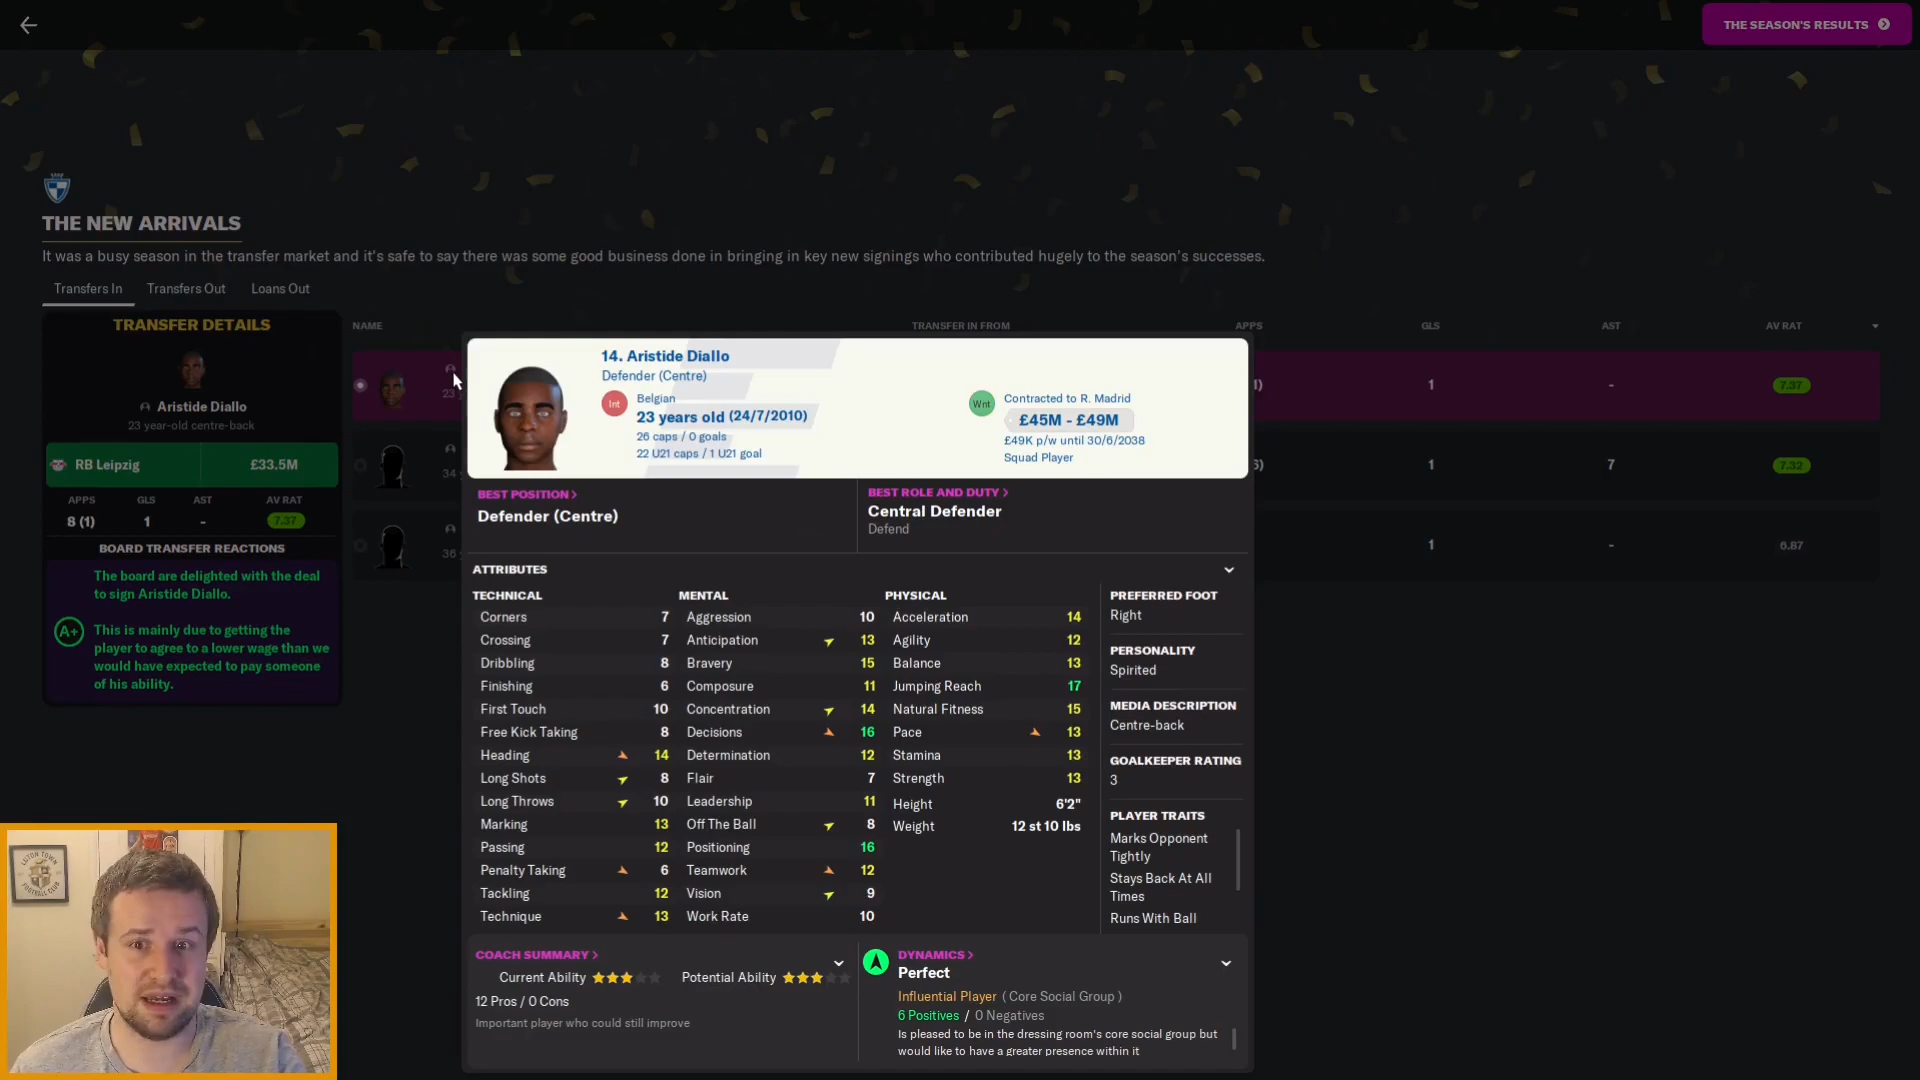 THE SEASON'S RESULTS
THE NEW ARRIVALS
It was a busy season in the transfer market and it's safe to say there was some good business done in bringing in key new signings who contributed hugely to the season's successes.
Transfers In Transfers Out Loans Out
TRANSFER DETAILS
Aristide Diallo
23 year-old centre-back
RB Leipzig £33.5M
APPS GLS AST AV RAT
8 (1) 1 - 7.37
BOARD TRANSFER REACTIONS
The board are delighted with the deal
to sign Aristide Diallo.
A+
This is mainly due to getting the
player to agree to a lower wage than we
would have expected to pay someone
of his ability.
NAME TRANSFER IN FROM APPS GLS AST AV RAT
23 1) 1 - 7.37
34 6) 1 7 7.32
36 1 - 6.87
14. Aristide Diallo
Defender (Centre)
Int
Belgian
23 years old (24/7/2010)
26 caps / 0 goals
22 U21 caps / 1 U21 goal
Wnt
Contracted to R. Madrid
£45M - £49M
£49K p/w until 30/6/2038
Squad Player
BEST POSITION >
Defender (Centre)
BEST ROLE AND DUTY >
Central Defender
Defend
ATTRIBUTES
TECHNICAL
Corners 7
Crossing 7
Dribbling 8
Finishing 6
First Touch 10
Free Kick Taking 8
Heading 14
Long Shots 8
Long Throws 10
Marking 13
Passing 12
Penalty Taking 6
Tackling 12
Technique 13
MENTAL
Aggression 10
Anticipation 13
Bravery 15
Composure 11
Concentration 14
Decisions 16
Determination 12
Flair 7
Leadership 11
Off The Ball 8
Positioning 16
Teamwork 12
Vision 9
Work Rate 10
PHYSICAL
Acceleration 14
Agility 12
Balance 13
Jumping Reach 17
Natural Fitness 15
Pace 13
Stamina 13
Strength 13
Height 6'2"
Weight 12 st 10 lbs
PREFERRED FOOT
Right
PERSONALITY
Spirited
MEDIA DESCRIPTION
Centre-back
GOALKEEPER RATING
3
PLAYER TRAITS
Marks Opponent
Tightly
Stays Back At All
Times
Runs With Ball
COACH SUMMARY >
Current Ability Potential Ability
12 Pros / 0 Cons
Important player who could still improve
DYNAMICS >
Perfect
Influential Player ( Core Social Group )
6 Positives / 0 Negatives
Is pleased to be in the dressing room's core social group but
would like to have a greater presence within it
LUTON TOWN
FOOTBALL CLUB